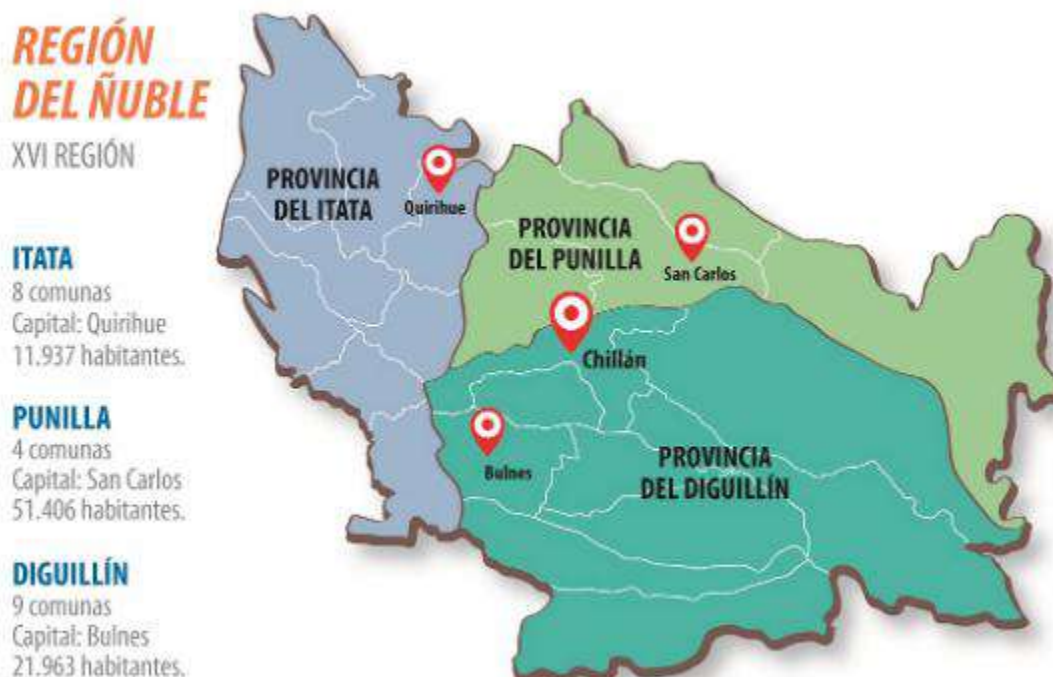 REGIÓN
DEL ÑUBLE
XVI REGIÓN
ITATA
8 comunas
Capital: Quirihue
11.937 habitantes.
PUNILLA
4 comunas
Capital: San Carlos
51.406 habitantes.
DIGUILLÍN
9 comunas
Capital: Bulnes
21.963 habitantes.
PROVINCIA
DEL ITATA
Quirihue
PROVINCIA
DEL PUNILLA
San Carlos
Chillán
Bulnes
PROVINCIA
DEL DIGUILLÍN